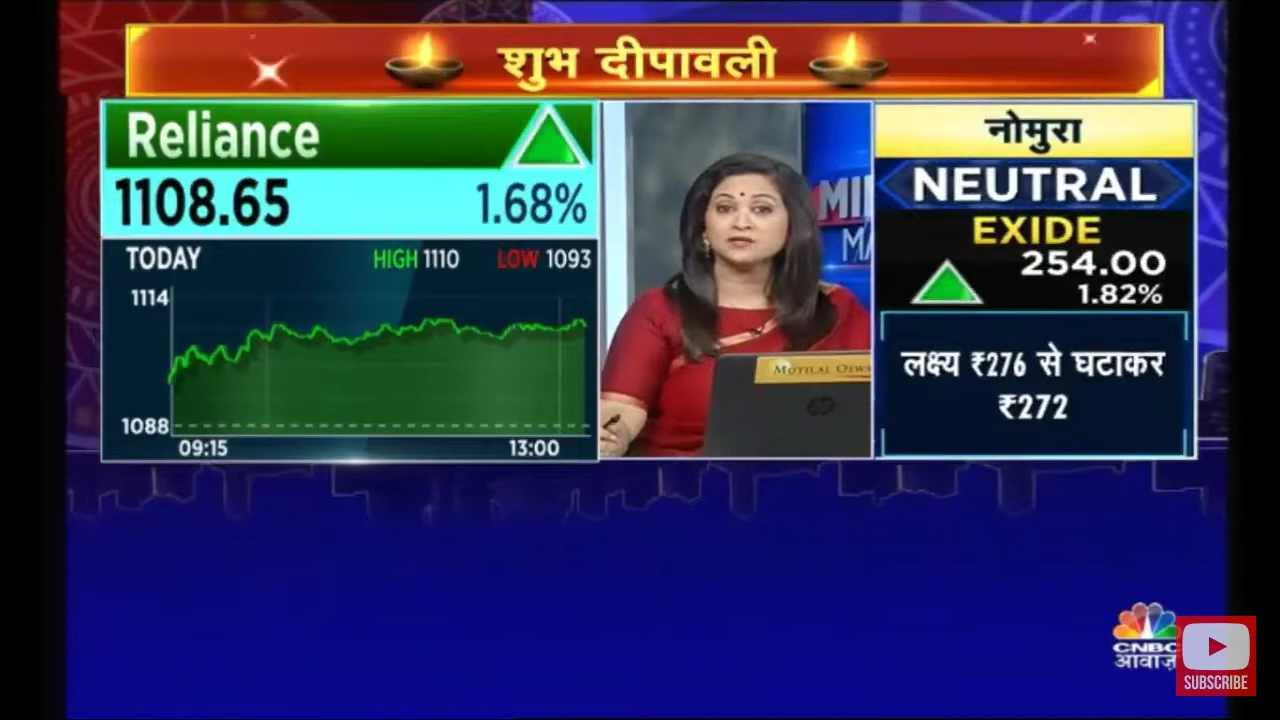 शुभ दीपावली
Reliance
1108.65 1.68%
TODAY HIGH 1110 LOW 1093
1114
1088
09:15 13:00
MOTILAL
नोमुरा
NEUTRAL
EXIDE
254.00
1.82%
लक्ष्य ₹276 से घटाकर
₹272
CNBC
आवाज़
SUBSCRIBE